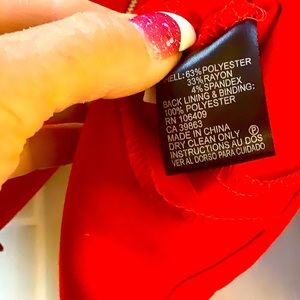 63% POLYESTER
33% RAYON
4% SPANDEX
BACK LINING & BINDING:
100% POLYESTER
RN 106409
CA 39863
MADE IN CHINA
DRY CLEAN ONLY Ⓟ
INSTRUCTIONS AU DOS
VER AL DORSO PARA CUIDADO